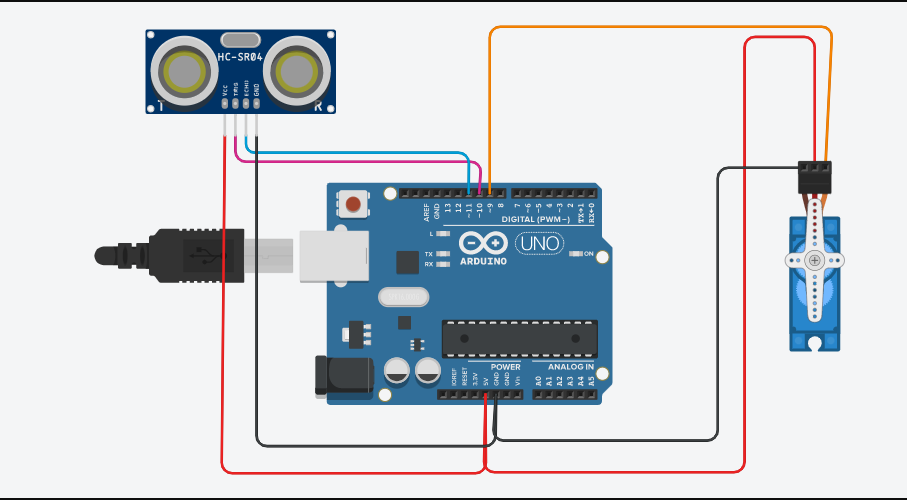 HC-SR04
VCC
TRIG
ECHO
GND
T
R
AREF
GND
13
12
~11
~10
~9
8
7
~6
~5
4
~3
2
TX→1
RX←0
DIGITAL (PWM~)
L
TX
RX
UNO
ARDUINO
ON
POWER
ANALOG IN
IOREF
RESET
3.3V
5V
GND
GND
Vin
A0
A1
A2
A3
A4
A5